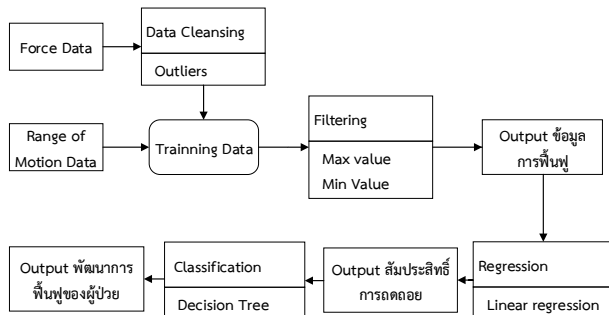 Force Data
Data Cleansing
Outliers
Range of
Motion Data
Trainning Data
Filtering
Max value
Min Value
Output ข้อมูล
การฟื้นฟู
Regression
Linear regression
Output สัมประสิทธิ์
การถดถอย
Classification
Decision Tree
Output พัฒนาการ
ฟื้นฟูของผู้ป่วย